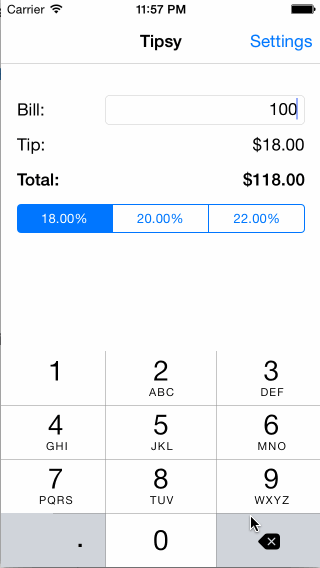 Carrier 11:57 PM
Tipsy Settings
Bill: 100
Tip: $18.00
Total: $118.00
18.00% 20.00% 22.00%
1 2 3
ABC DEF
4 5 6
GHI JKL MNO
7 8 9
PQRS TUV WXYZ
. 0